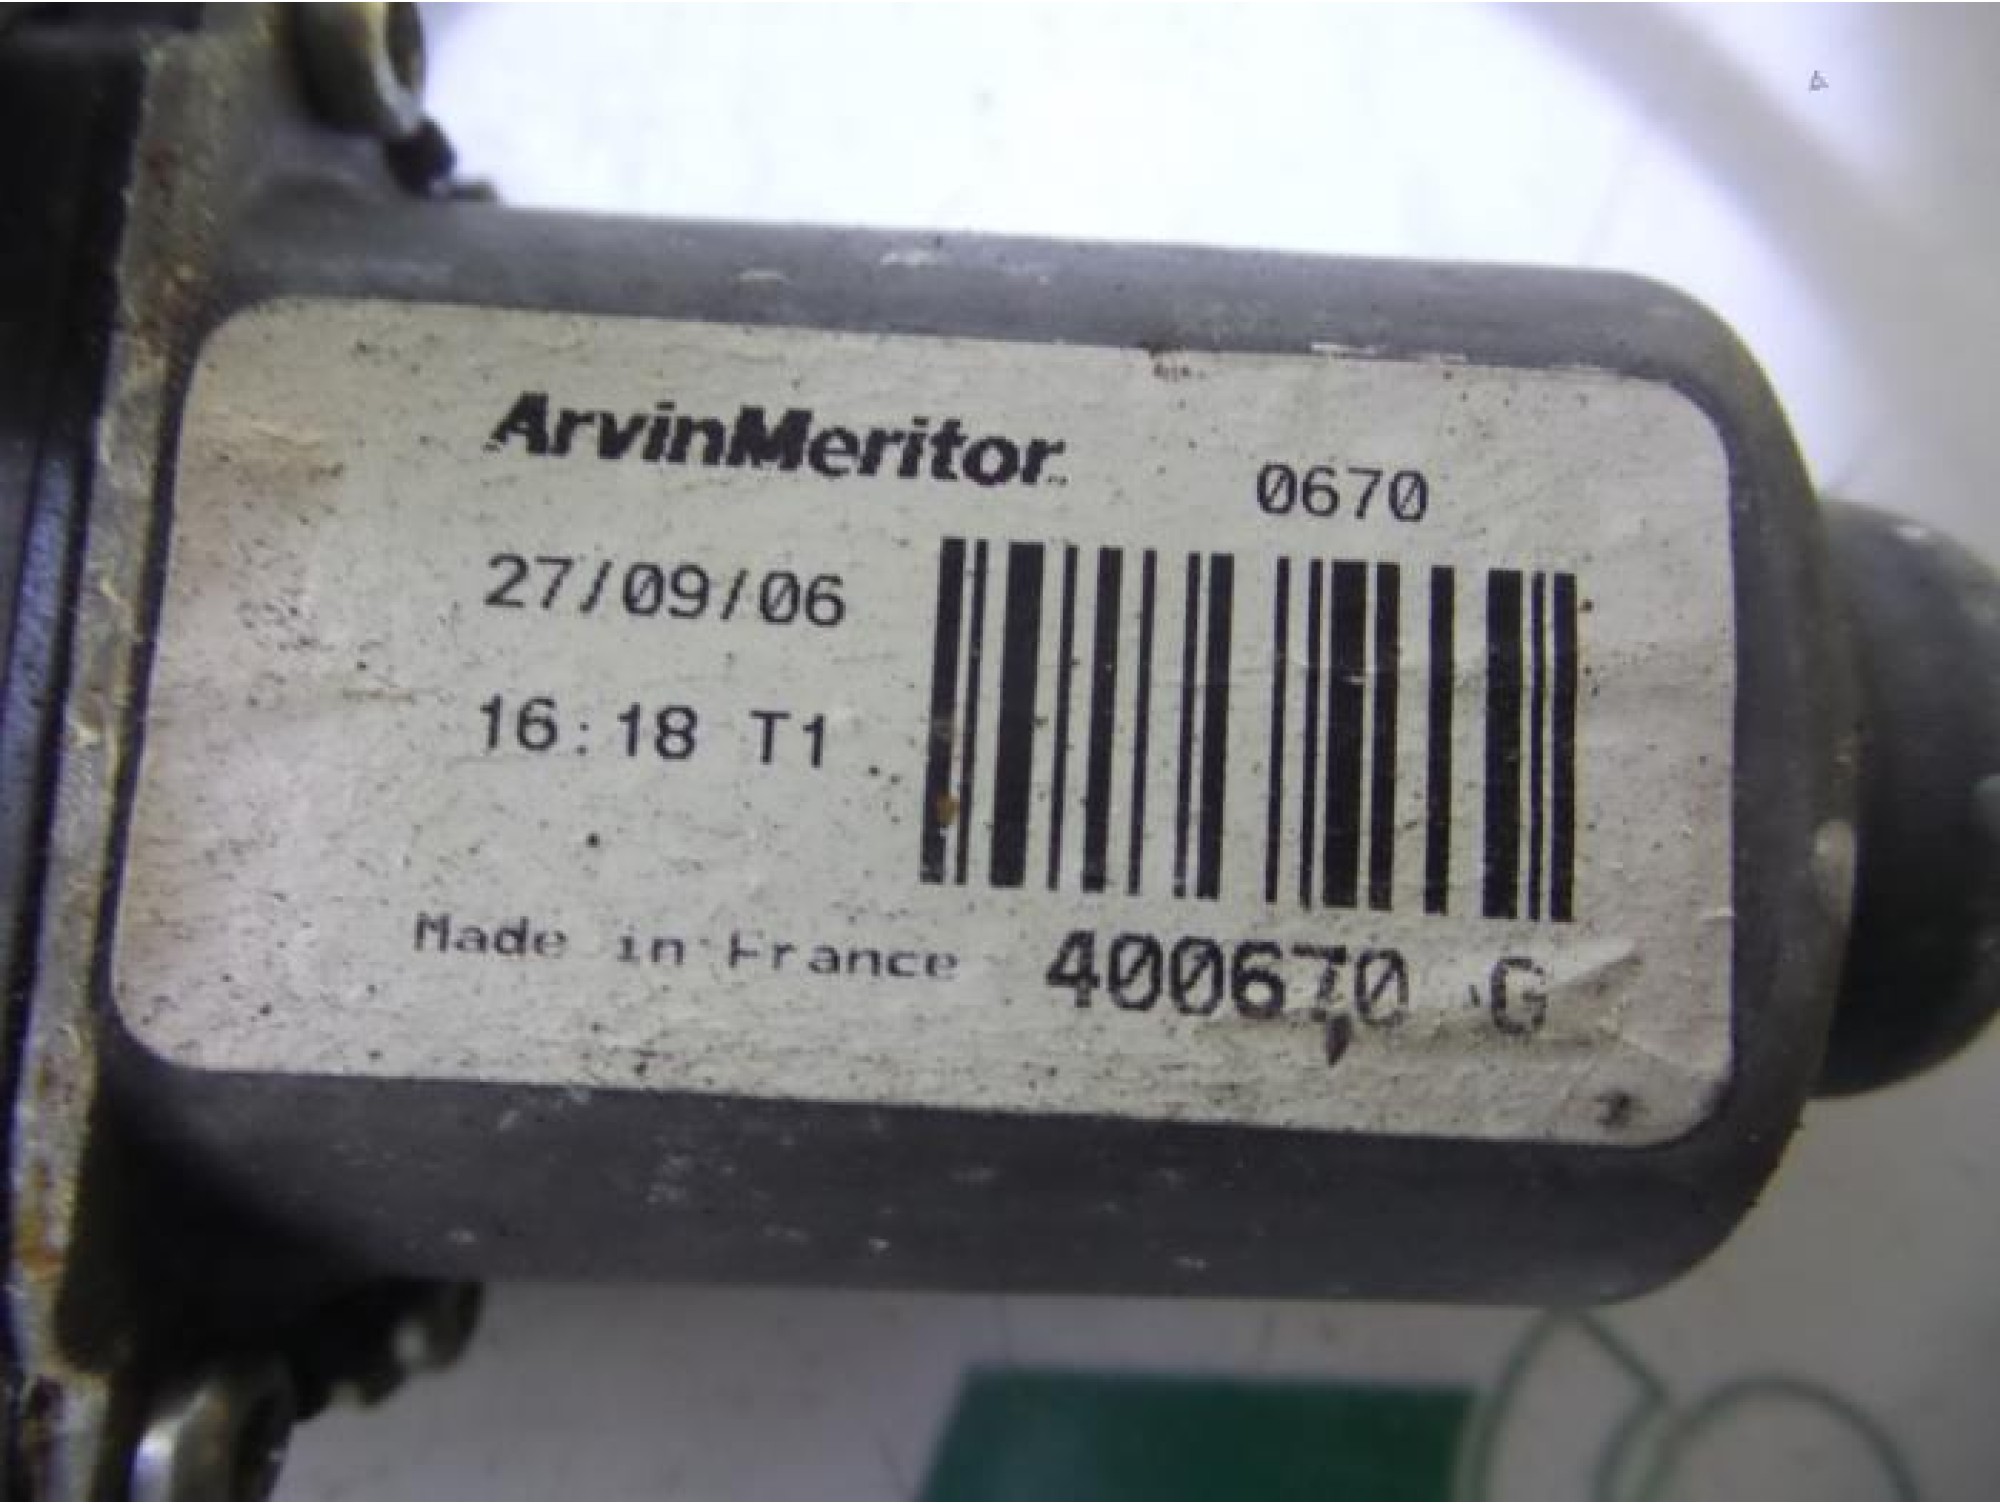 ArvinMeritor
0670
27/09/06
16:18 T1
Made in France
400670 G